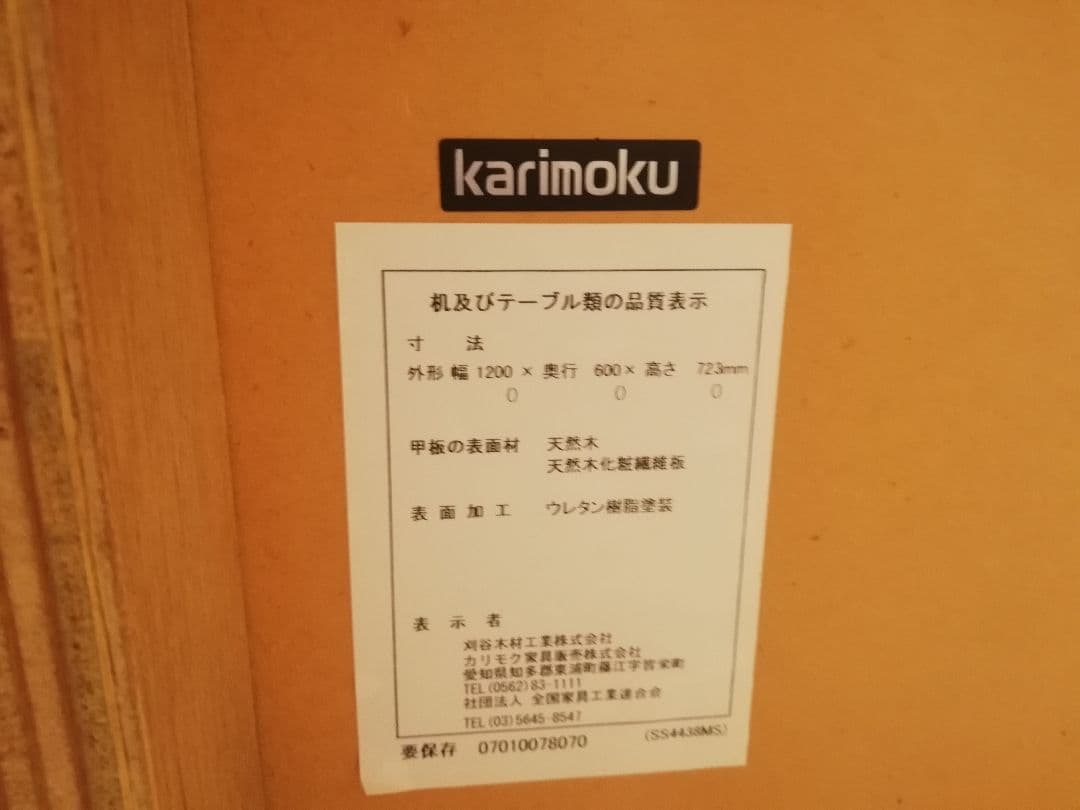 karimoku
机及びテーブル類の品質表示
寸 法
外形 幅 1200 × 奥行 600× 高さ 723mm
0 0 0
甲板の表面材 天然木
天然木化粧繊維板
表面加工 ウレタン樹脂塗装
表示者
刈谷木材工業株式会社
カリモク家具販売株式会社
愛知県知多郡東浦町藤江字皆栄町
TEL(0562)83-1111
社団法人 全国家具工業連合会
TEL(03)5645-8547
要保存 07010078070 (SS4438MS)